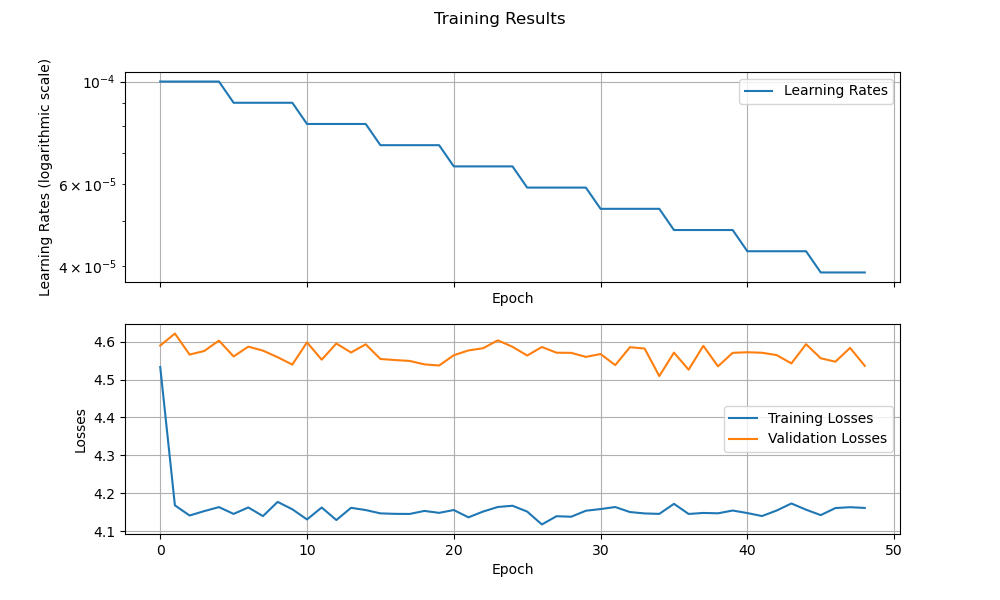 Training Results
Learning Rates (logarithmic scale)
10⁻⁴
6 × 10⁻⁵
4 × 10⁻⁵
Learning Rates
Epoch
Losses
4.6
4.5
4.4
4.3
4.2
4.1
Training Losses
Validation Losses
0 10 20 30 40 50
Epoch